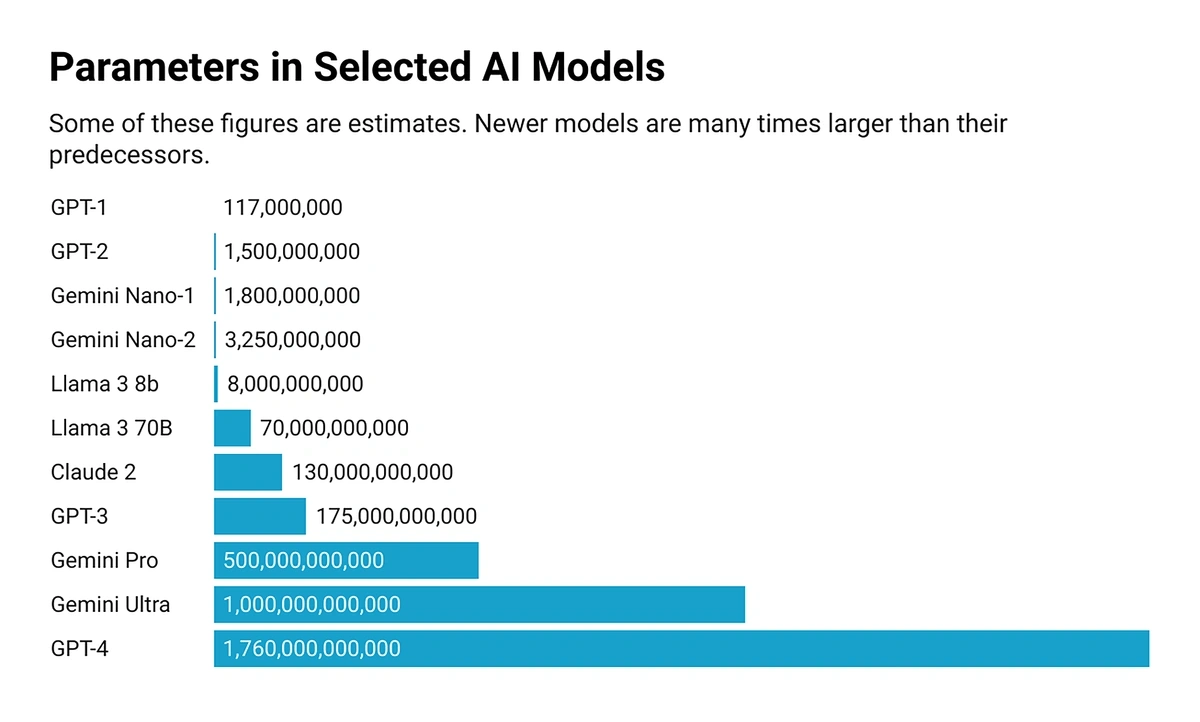 Parameters in Selected AI Models
Some of these figures are estimates. Newer models are many times larger than their
predecessors.
GPT-1 117,000,000
GPT-2 1,500,000,000
Gemini Nano-1 1,800,000,000
Gemini Nano-2 3,250,000,000
Llama 3 8b 8,000,000,000
Llama 3 70B 70,000,000,000
Claude 2 130,000,000,000
GPT-3 175,000,000,000
Gemini Pro 500,000,000,000
Gemini Ultra 1,000,000,000,000
GPT-4 1,760,000,000,000